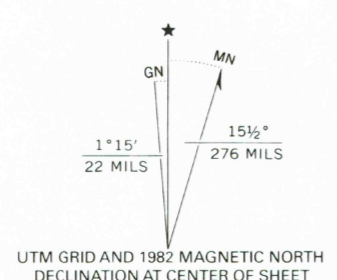 ★
GN
MN
1°15′
22 MILS
15½°
276 MILS
UTM GRID AND 1982 MAGNETIC NORTH
DECLINATION AT CENTER OF SHEET